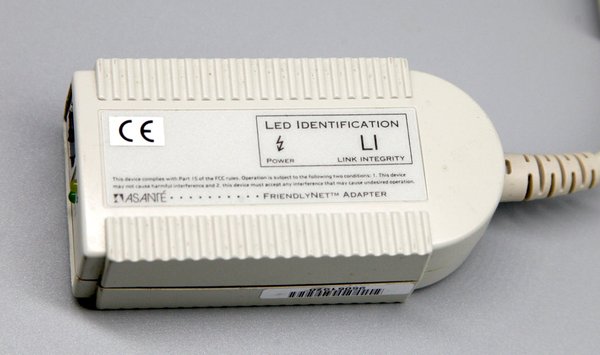 CE
LED IDENTIFICATION
LI
POWER LINK INTEGRITY
This device complies with Part 15 of the FCC rules. Operation is subject to the following two conditions: 1. This device
may not cause harmful interference and 2. this device must accept any interference that may cause undesired operation.
ASANTÉ FRIENDLYNET™ ADAPTER